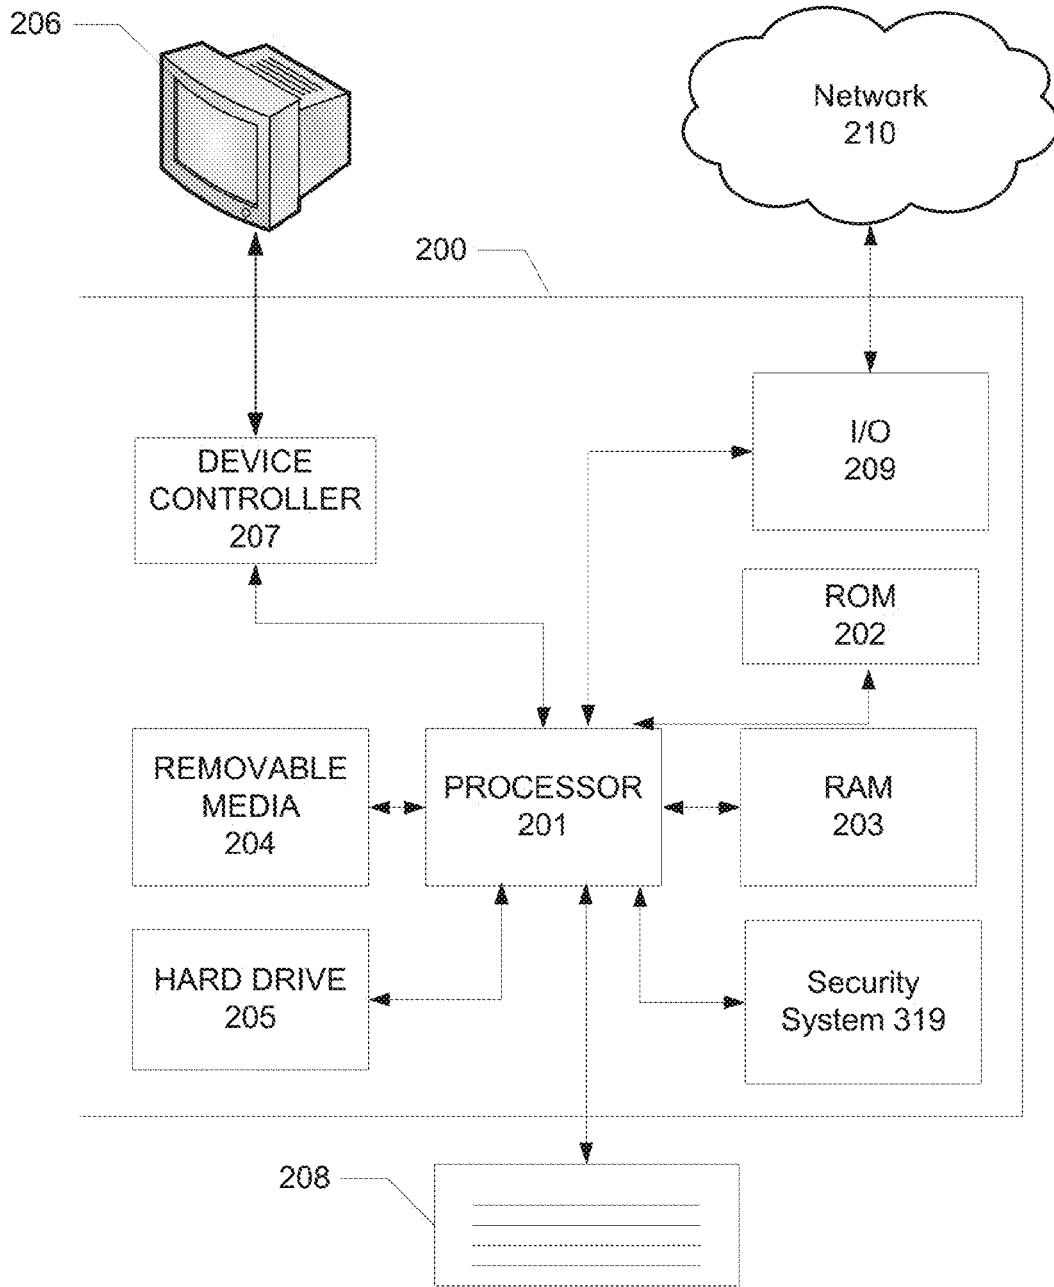 206
Network
210
200
I/O
209
DEVICE
CONTROLLER
207
ROM
202
REMOVABLE
MEDIA
204
PROCESSOR
201
RAM
203
HARD DRIVE
205
Security
System 319
208